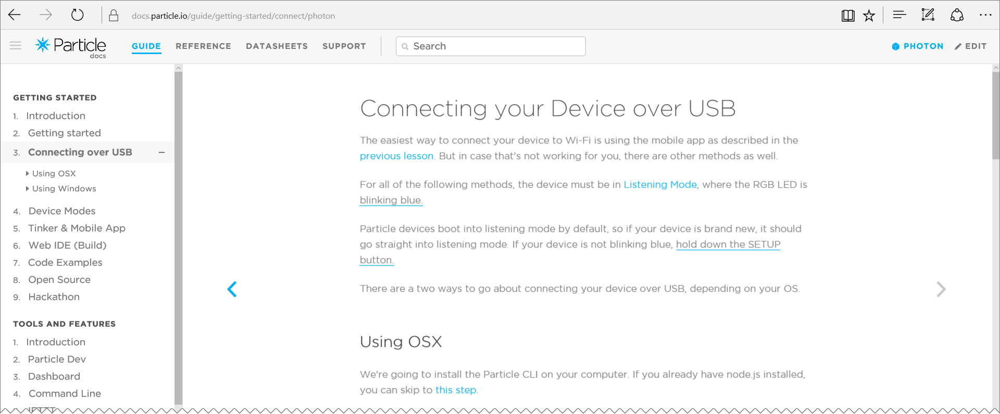 docs.particle.io/guide/getting-started/connect/photon
Particle
docs
GUIDE REFERENCE DATASHEETS SUPPORT
Search
PHOTON EDIT
GETTING STARTED
1. Introduction
2. Getting started
3. Connecting over USB
Using OSX
Using Windows
4. Device Modes
5. Tinker & Mobile App
6. Web IDE (Build)
7. Code Examples
8. Open Source
9. Hackathon
TOOLS AND FEATURES
1. Introduction
2. Particle Dev
3. Dashboard
4. Command Line
Connecting your Device over USB
The easiest way to connect your device to Wi-Fi is using the mobile app as described in the
previous lesson. But in case that's not working for you, there are other methods as well.
For all of the following methods, the device must be in Listening Mode, where the RGB LED is
blinking blue.
Particle devices boot into listening mode by default, so if your device is brand new, it should
go straight into listening mode. If your device is not blinking blue, hold down the SETUP
button.
There are a two ways to go about connecting your device over USB, depending on your OS.
Using OSX
We're going to install the Particle CLI on your computer. If you already have node.js installed,
you can skip to this step.